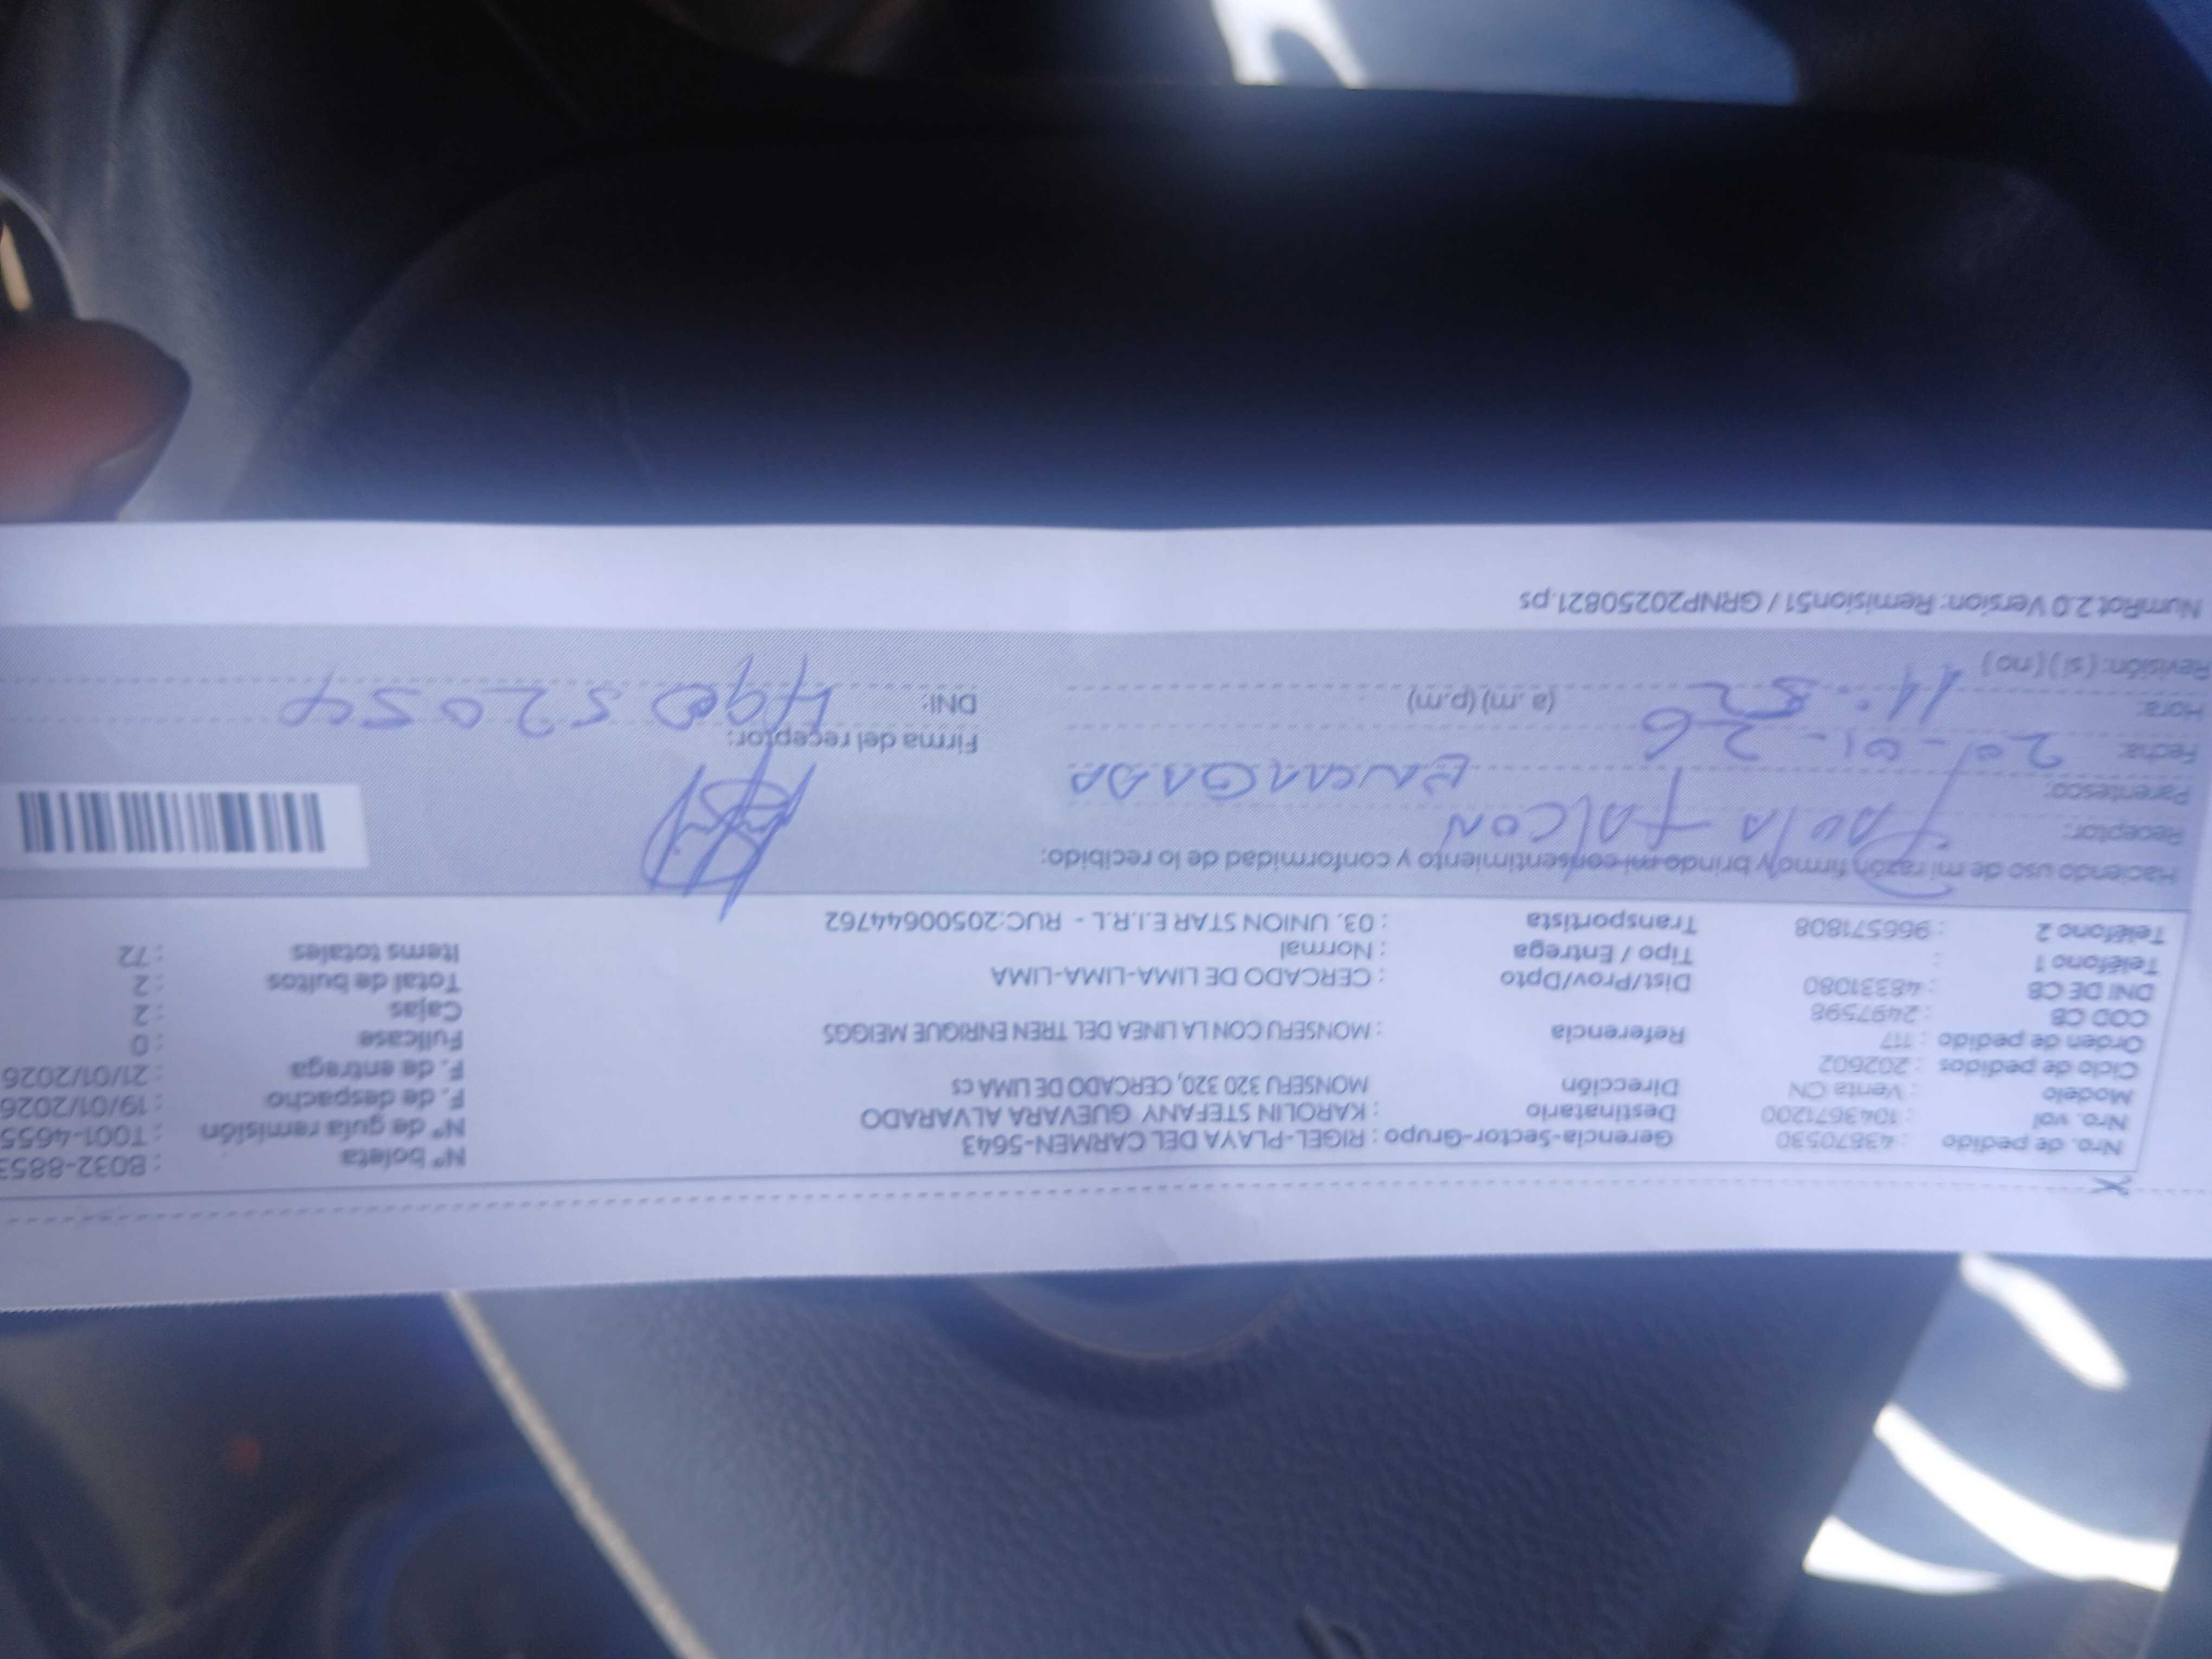 Nro. de pedido : 43870530 Gerencia-Sector-Grupo : RIGEL-PLAYA DEL CARMEN-5643 N° boleta : B032-8853
Nro. vol : 1043671200 Destinatario : KAROLIN STEFANY GUEVARA ALVARADO N° de guía remisión : T001-4655
Modelo : Venta CN Dirección MONSEFU 320 320, CERCADO DE LIMA cs F. de despacho : 19/01/2026
Ciclo de pedidos : 202602 F. de entrega : 21/01/2026
Orden de pedido : 117 Referencia : MONSEFU CON LA LINEA DEL TREN ENRIQUE MEIGGS Fullcase : 0
COD CB : 2497598 Cajas : 2
DNI DE CB : 48331080 Dist/Prov/Dpto : CERCADO DE LIMA-LIMA-LIMA Total de bultos : 2
Teléfono 1 : Tipo / Entrega : Normal Items totales : 72
Teléfono 2 : 966571808 Transportista : 03. UNION STAR E.I.R.L - RUC:20500644762
Haciendo uso de mi razón firmo y brindo mi consentimiento y conformidad de lo recibido:
Receptor: PAULA FALCON
Parentesco: ENCARGADA
Fecha: 20-01-26 Firma del receptor:
Hora: 11:52 (a.m) (p.m) DNI:
Revisión: ( si ) ( no )
NumRot 2.0 Version: Remision51 / GRNP20250821.ps